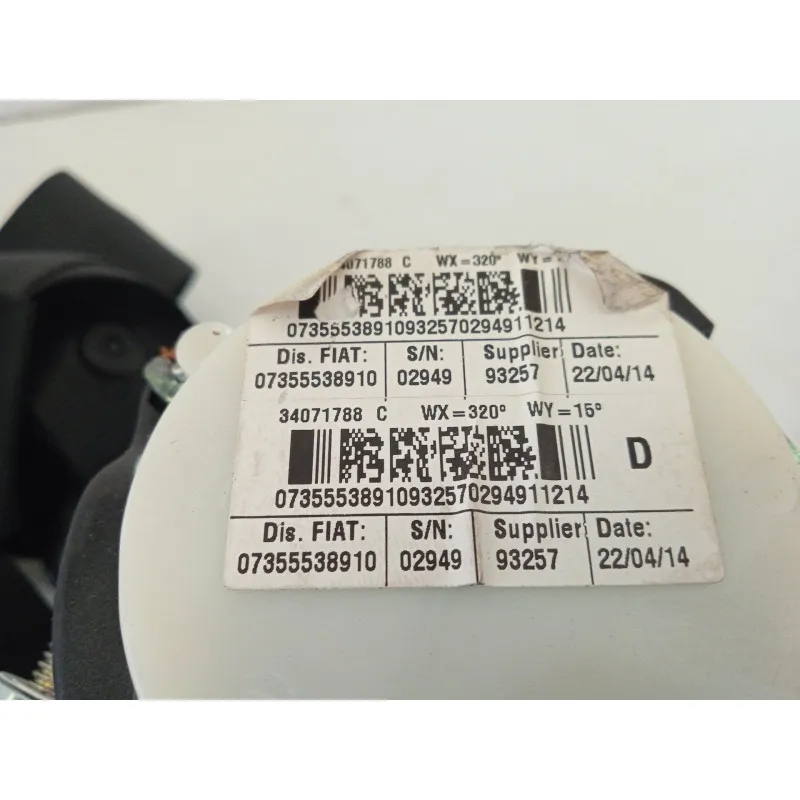 4071788 C WX=320° WY=
07355538910932570294911214
Dis. FIAT: S/N: Supplier: Date:
07355538910 02949 93257 22/04/14
34071788 C WX=320° WY=15°
D
07355538910932570294911214
Dis. FIAT: S/N: Supplier: Date:
07355538910 02949 93257 22/04/14